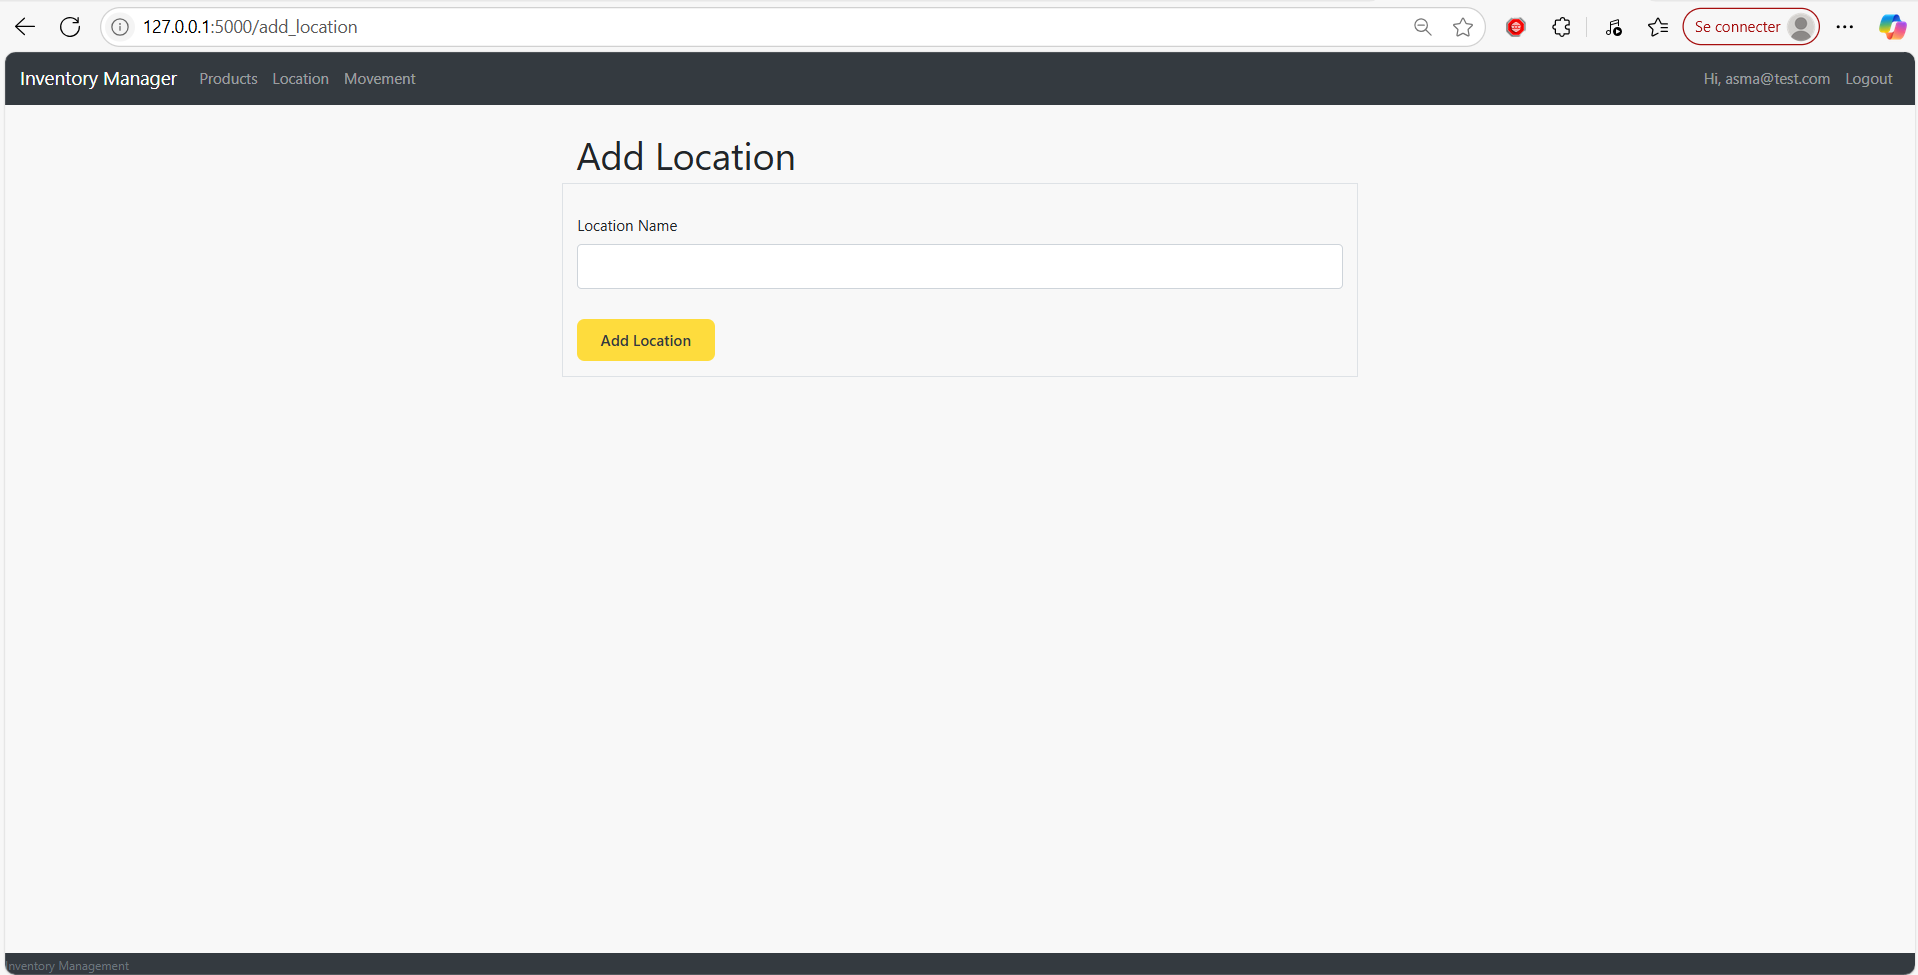 127.0.0.1:5000/add_location
Se connecter
Inventory Manager Products Location Movement Hi, asma@test.com Logout
Add Location
Location Name
Add Location
Inventory Management